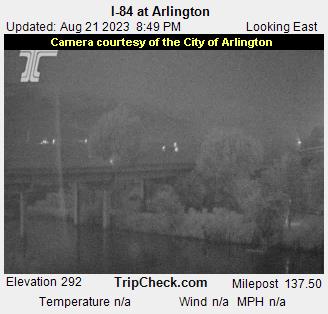 I-84 at Arlington
Updated: Aug 21 2023 8:49 PM Looking East
Camera courtesy of the City of Arlington
Elevation 292 TripCheck.com Milepost 137.50
Temperature n/a Wind n/a MPH n/a